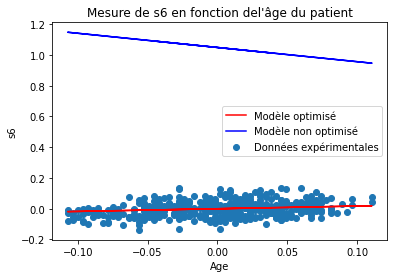 Mesure de s6 en fonction del'âge du patient
1.2
1.0
0.8
0.6
0.4
0.2
0.0
−0.2
s6
Modèle optimisé
Modèle non optimisé
Données expérimentales
−0.10
−0.05
0.00
0.05
0.10
Age